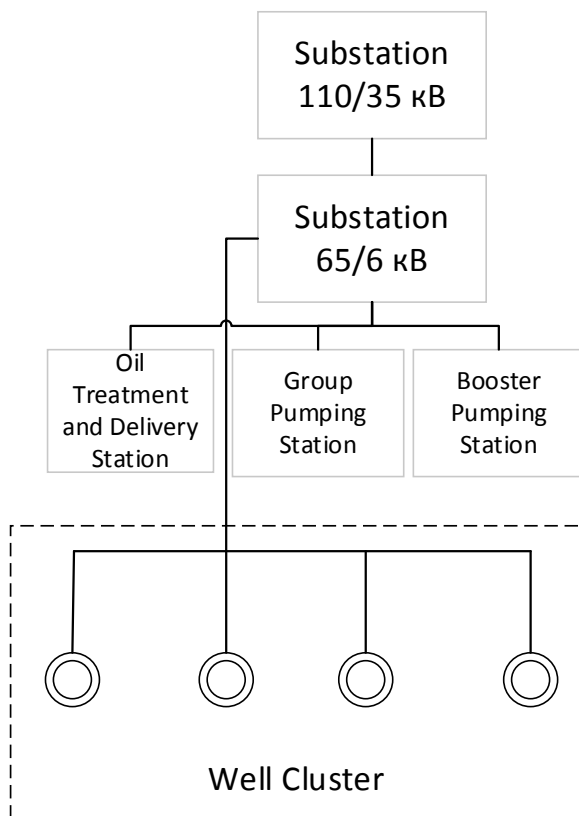 Substation
110/35 кВ
Substation
65/6 кВ
Oil
Treatment
and Delivery
Station
Group
Pumping
Station
Booster
Pumping
Station
Well Cluster